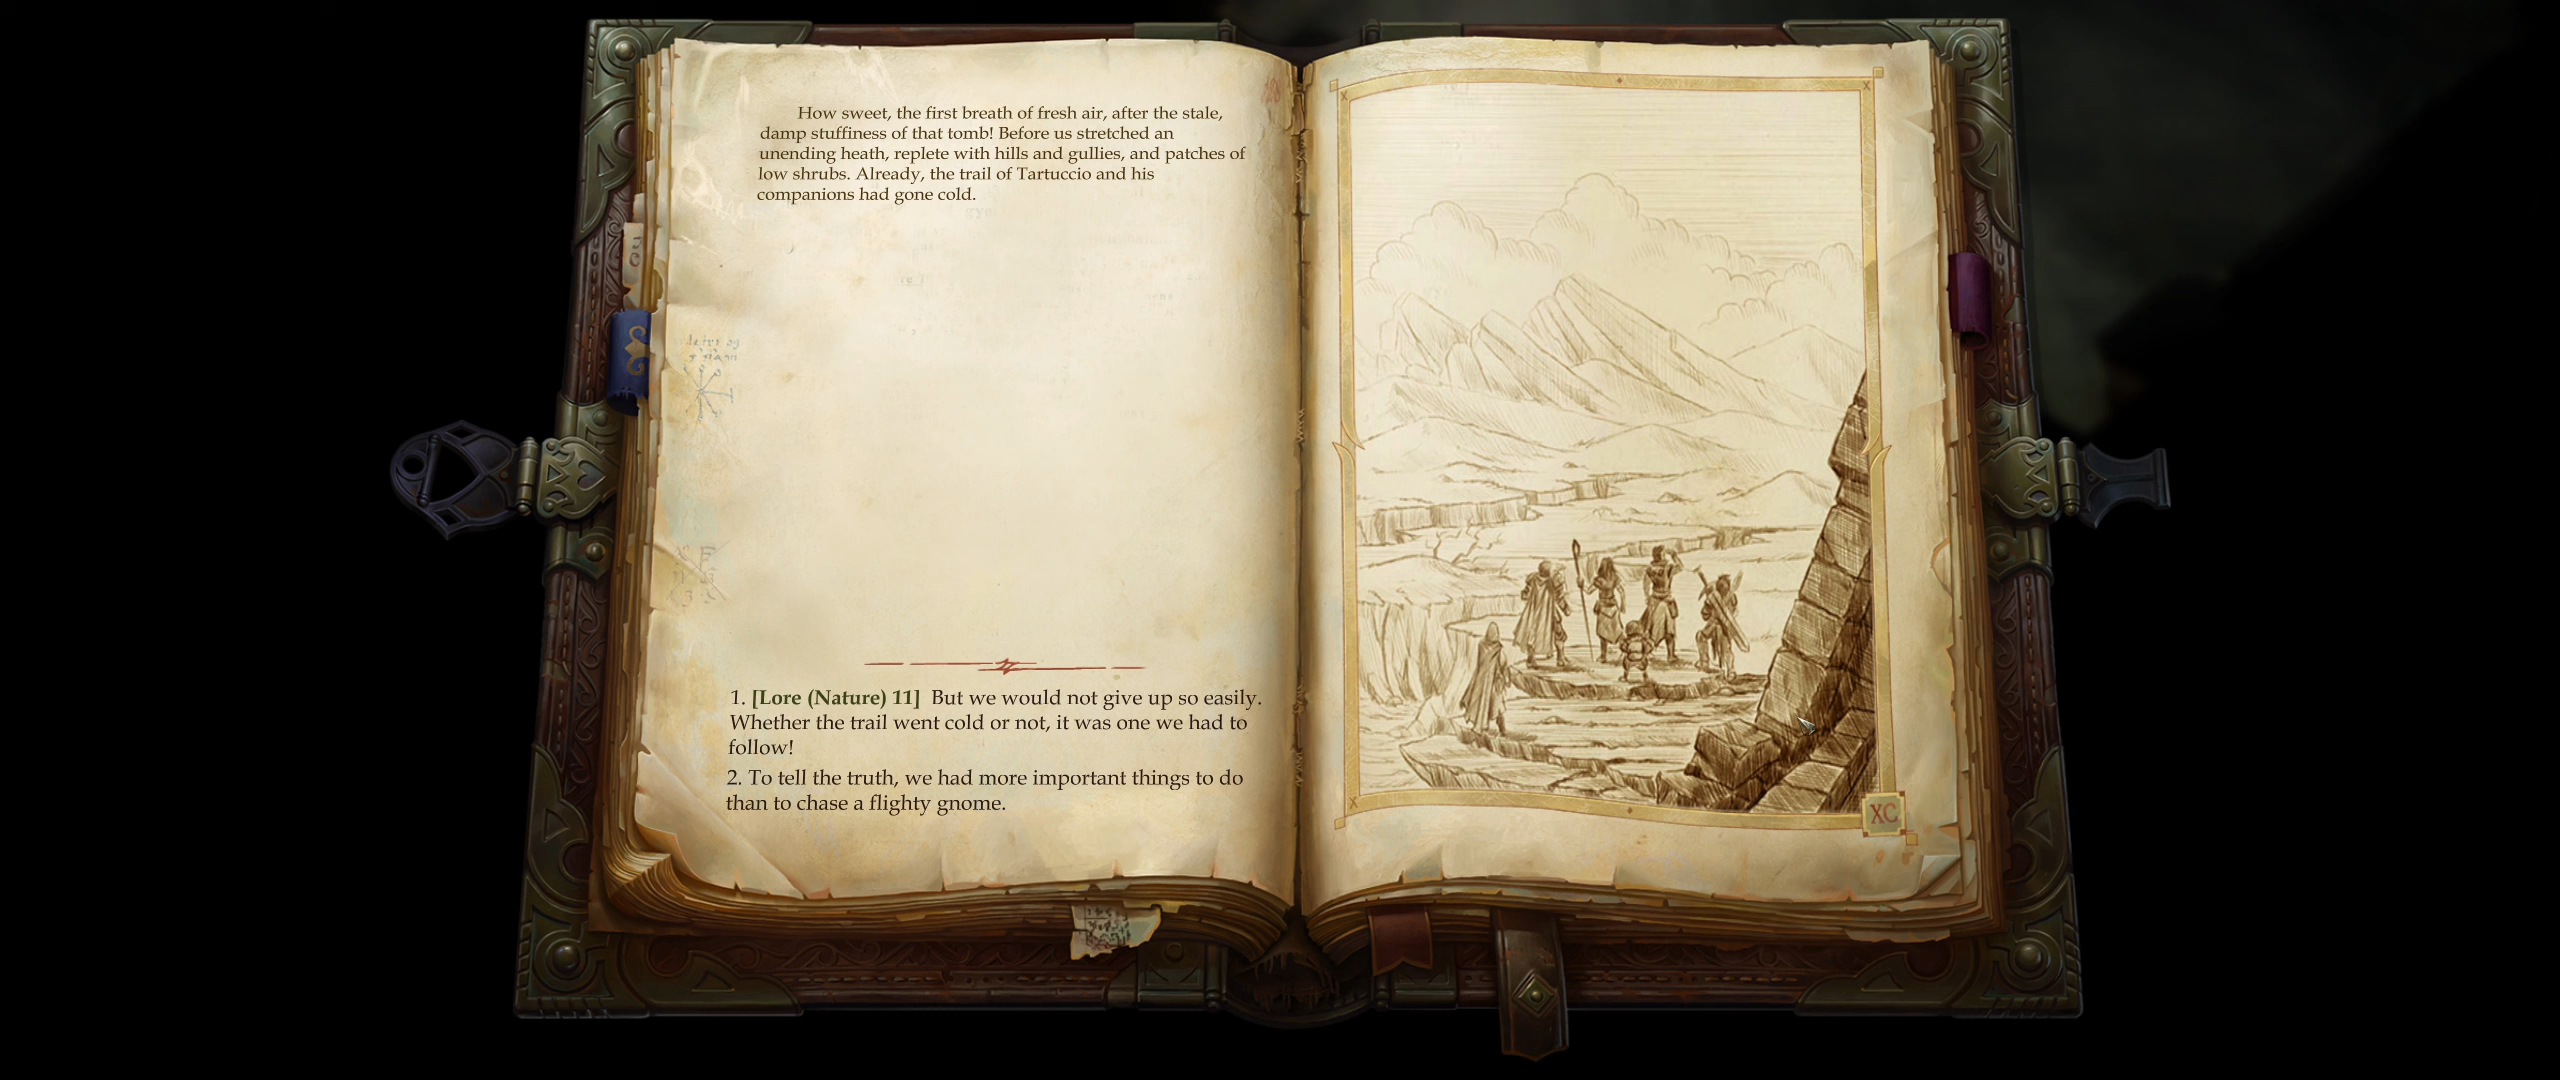 How sweet, the first breath of fresh air, after the stale,
damp stuffiness of that tomb! Before us stretched an
unending heath, replete with hills and gullies, and patches of
low shrubs. Already, the trail of Tartuccio and his
companions had gone cold.
1. [Lore (Nature) 11] But we would not give up so easily.
Whether the trail went cold or not, it was one we had to
follow!
2. To tell the truth, we had more important things to do
than to chase a flighty gnome.
XC